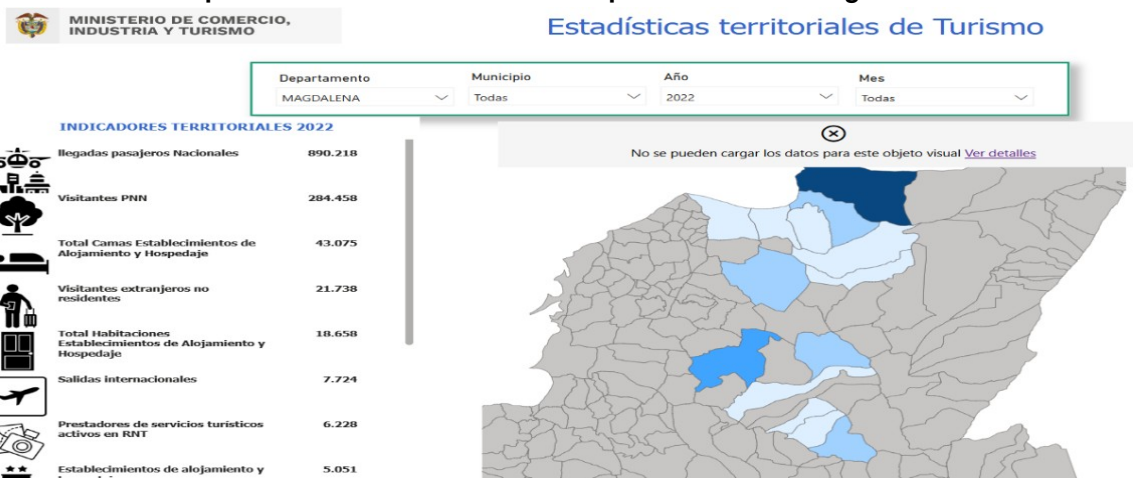 MINISTERIO DE COMERCIO,
INDUSTRIA Y TURISMO
Estadísticas territoriales de Turismo
Departamento
MAGDALENA
Municipio
Todas
Año
2022
Mes
Todas
INDICADORES TERRITORIALES 2022
llegadas pasajeros Nacionales 890.218
Visitantes PNN 284.458
Total Camas Establecimientos de 43.075
Alojamiento y Hospedaje
Visitantes extranjeros no 21.738
residentes
Total Habitaciones 18.658
Establecimientos de Alojamiento y
Hospedaje
Salidas internacionales 7.724
Prestadores de servicios turísticos 6.228
activos en RNT
Establecimientos de alojamiento y 5.051
No se pueden cargar los datos para este objeto visual Ver detalles